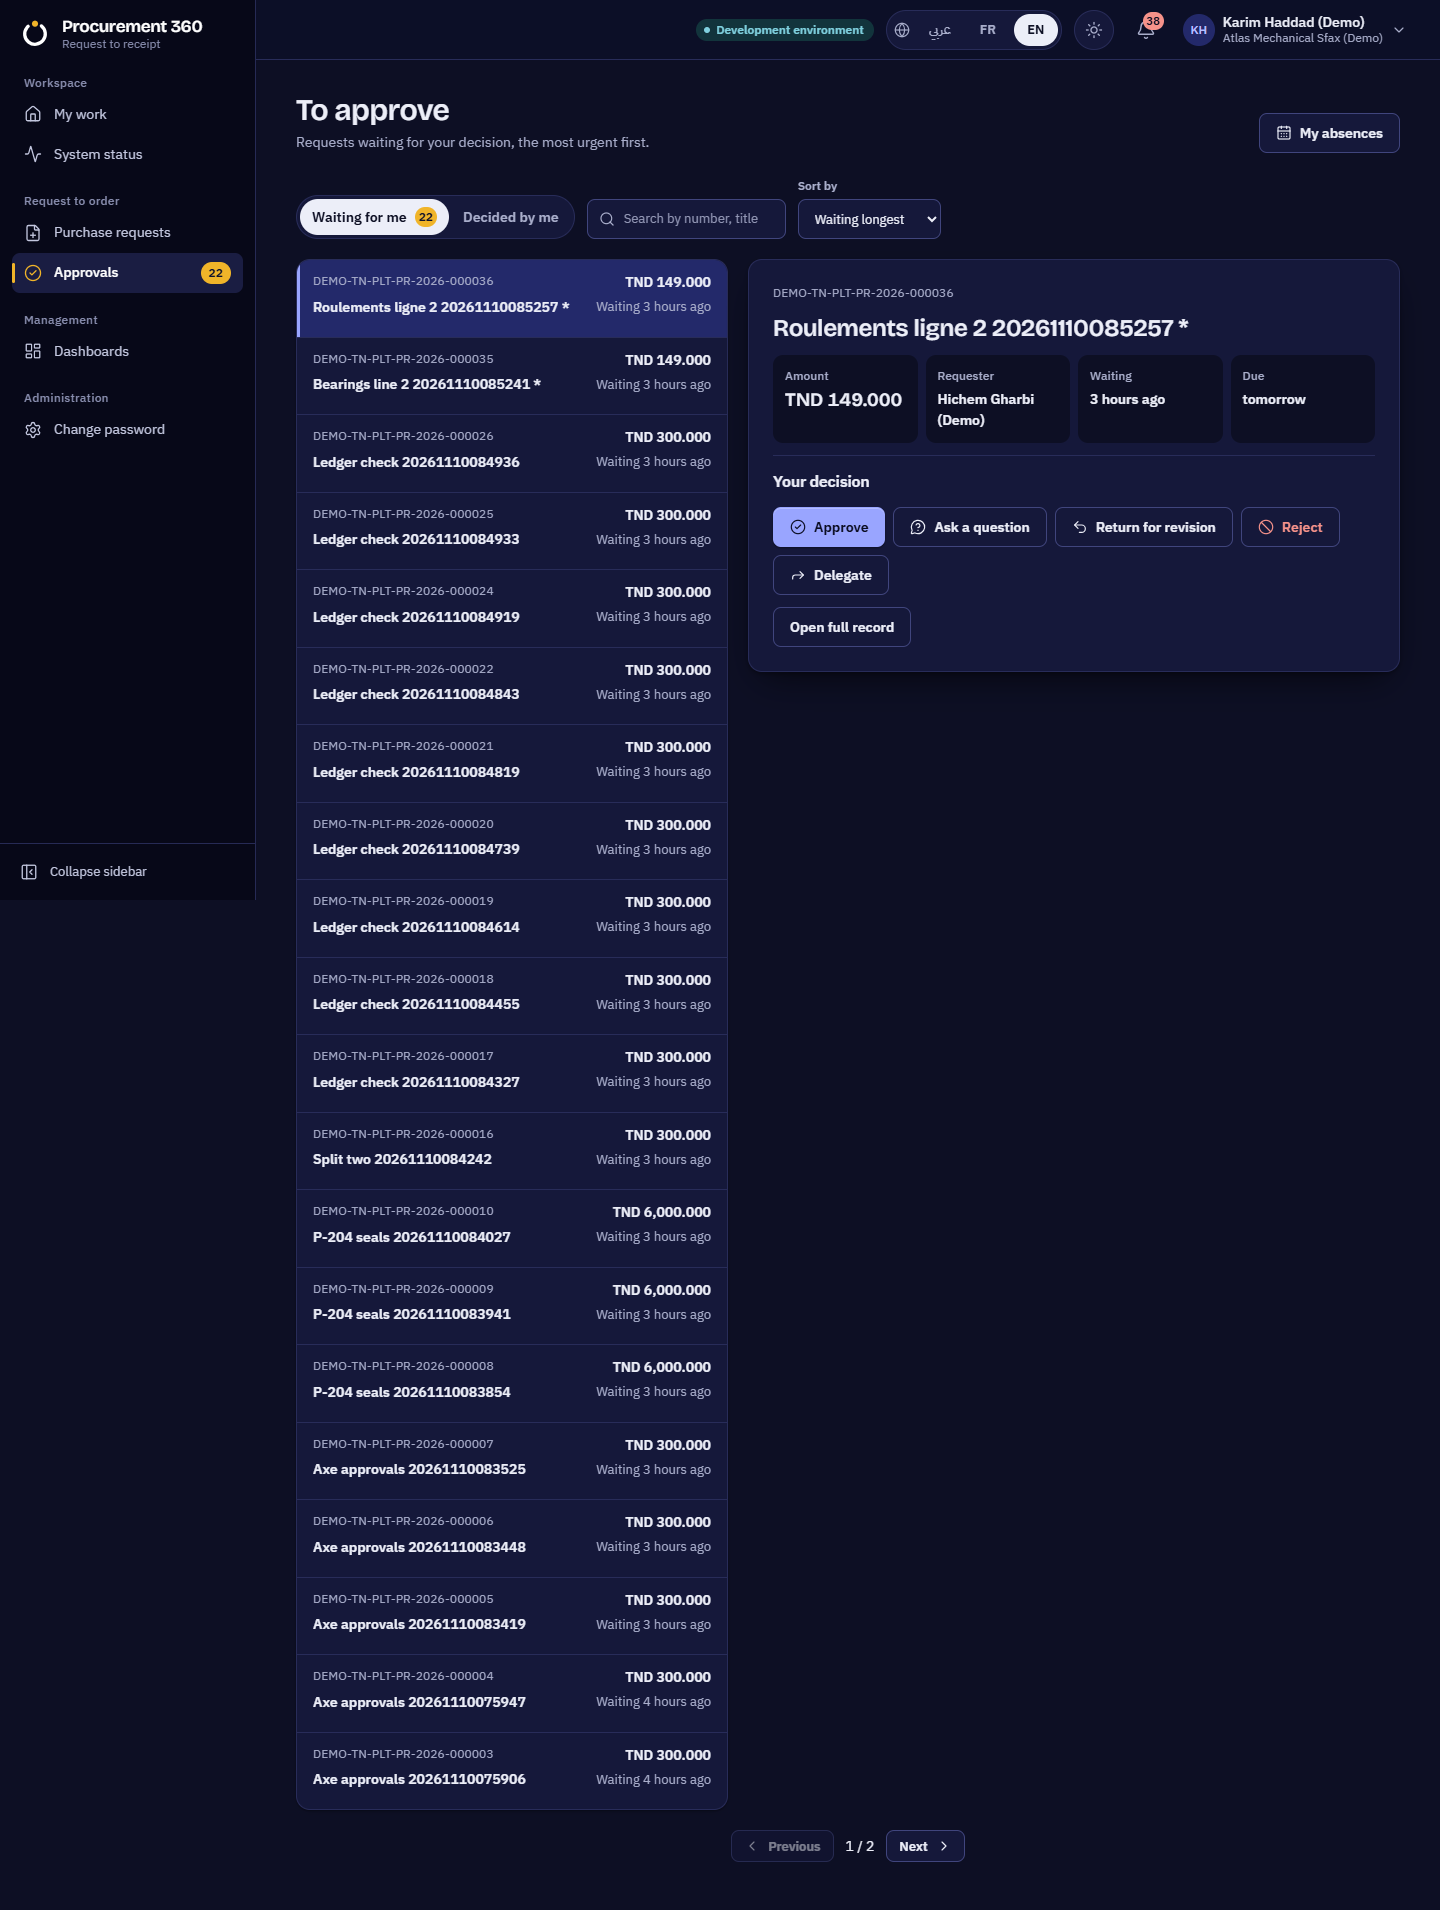 Procurement 360
Request to receipt
Workspace
My work
System status
Request to order
Purchase requests
Approvals 22
Management
Dashboards
Administration
Change password
Collapse sidebar
Development environment
عربي FR EN
38
KH
Karim Haddad (Demo)
Atlas Mechanical Sfax (Demo)
To approve
Requests waiting for your decision, the most urgent first.
My absences
Waiting for me 22 Decided by me
Search by number, title
Sort by
Waiting longest
DEMO-TN-PLT-PR-2026-000036 TND 149.000
Roulements ligne 2 20261110085257 * Waiting 3 hours ago
DEMO-TN-PLT-PR-2026-000035 TND 149.000
Bearings line 2 20261110085241 * Waiting 3 hours ago
DEMO-TN-PLT-PR-2026-000026 TND 300.000
Ledger check 20261110084936 Waiting 3 hours ago
DEMO-TN-PLT-PR-2026-000025 TND 300.000
Ledger check 20261110084933 Waiting 3 hours ago
DEMO-TN-PLT-PR-2026-000024 TND 300.000
Ledger check 20261110084919 Waiting 3 hours ago
DEMO-TN-PLT-PR-2026-000022 TND 300.000
Ledger check 20261110084843 Waiting 3 hours ago
DEMO-TN-PLT-PR-2026-000021 TND 300.000
Ledger check 20261110084819 Waiting 3 hours ago
DEMO-TN-PLT-PR-2026-000020 TND 300.000
Ledger check 20261110084739 Waiting 3 hours ago
DEMO-TN-PLT-PR-2026-000019 TND 300.000
Ledger check 20261110084614 Waiting 3 hours ago
DEMO-TN-PLT-PR-2026-000018 TND 300.000
Ledger check 20261110084455 Waiting 3 hours ago
DEMO-TN-PLT-PR-2026-000017 TND 300.000
Ledger check 20261110084327 Waiting 3 hours ago
DEMO-TN-PLT-PR-2026-000016 TND 300.000
Split two 20261110084242 Waiting 3 hours ago
DEMO-TN-PLT-PR-2026-000010 TND 6,000.000
P-204 seals 20261110084027 Waiting 3 hours ago
DEMO-TN-PLT-PR-2026-000009 TND 6,000.000
P-204 seals 20261110083941 Waiting 3 hours ago
DEMO-TN-PLT-PR-2026-000008 TND 6,000.000
P-204 seals 20261110083854 Waiting 3 hours ago
DEMO-TN-PLT-PR-2026-000007 TND 300.000
Axe approvals 20261110083525 Waiting 3 hours ago
DEMO-TN-PLT-PR-2026-000006 TND 300.000
Axe approvals 20261110083448 Waiting 3 hours ago
DEMO-TN-PLT-PR-2026-000005 TND 300.000
Axe approvals 20261110083419 Waiting 3 hours ago
DEMO-TN-PLT-PR-2026-000004 TND 300.000
Axe approvals 20261110075947 Waiting 4 hours ago
DEMO-TN-PLT-PR-2026-000003 TND 300.000
Axe approvals 20261110075906 Waiting 4 hours ago
DEMO-TN-PLT-PR-2026-000036
Roulements ligne 2 20261110085257 *
Amount
TND 149.000
Requester
Hichem Gharbi
(Demo)
Waiting
3 hours ago
Due
tomorrow
Your decision
Approve Ask a question Return for revision Reject
Delegate
Open full record
Previous 1 / 2 Next